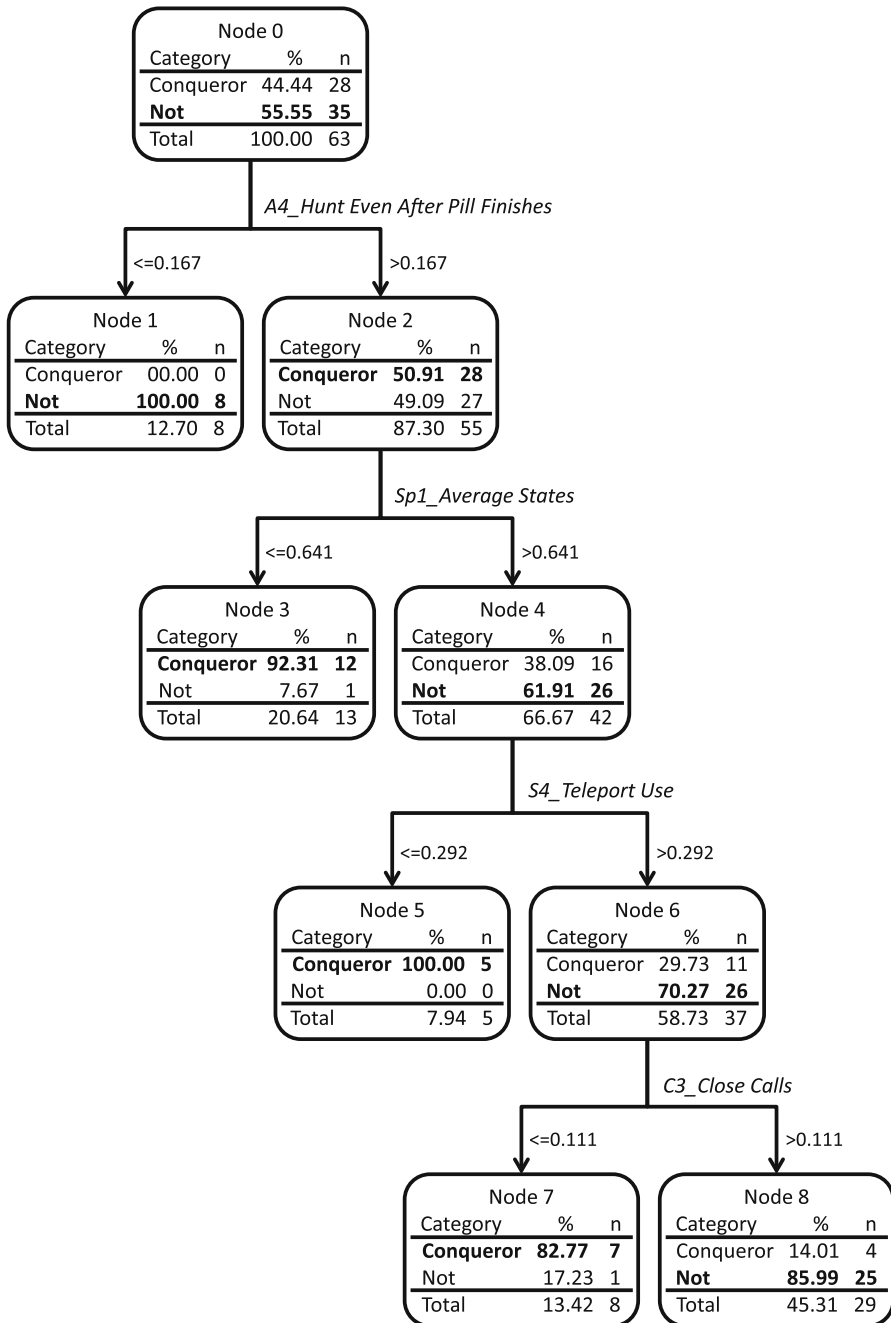 Node 0
Category % n
Conqueror 44.44 28
Not 55.55 35
Total 100.00 63
A4_Hunt Even After Pill Finishes
<=0.167
>0.167
Node 1
Category % n
Conqueror 00.00 0
Not 100.00 8
Total 12.70 8
Node 2
Category % n
Conqueror 50.91 28
Not 49.09 27
Total 87.30 55
Sp1_Average States
<=0.641
>0.641
Node 3
Category % n
Conqueror 92.31 12
Not 7.67 1
Total 20.64 13
Node 4
Category % n
Conqueror 38.09 16
Not 61.91 26
Total 66.67 42
S4_Teleport Use
<=0.292
>0.292
Node 5
Category % n
Conqueror 100.00 5
Not 0.00 0
Total 7.94 5
Node 6
Category % n
Conqueror 29.73 11
Not 70.27 26
Total 58.73 37
C3_Close Calls
<=0.111
>0.111
Node 7
Category % n
Conqueror 82.77 7
Not 17.23 1
Total 13.42 8
Node 8
Category % n
Conqueror 14.01 4
Not 85.99 25
Total 45.31 29